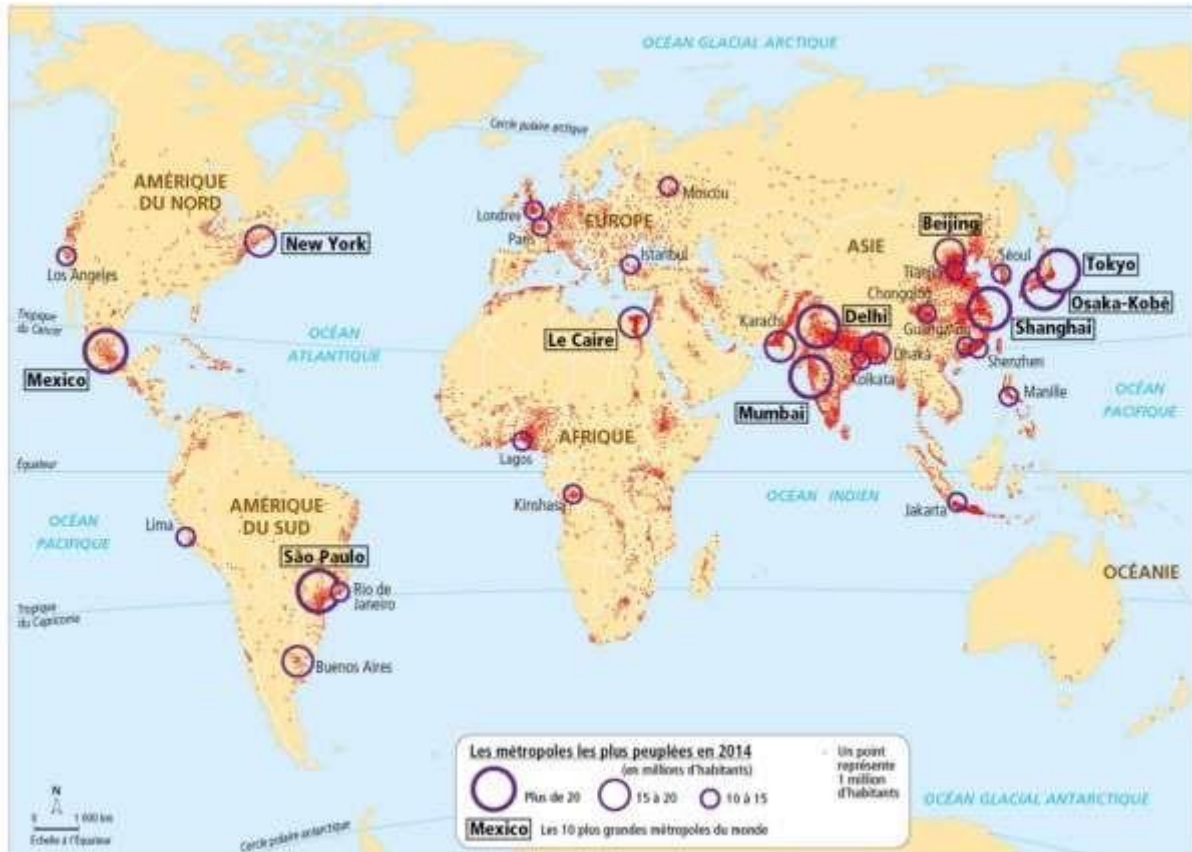 OCÉAN GLACIAL ARCTIQUE
Cercle polaire arctique
AMÉRIQUE
DU NORD
Moscou
Londres
EUROPE
Paris
New York
Beijing
ASIE
Istanbul
Séoul
Los Angeles
Tianjin
Tokyo
Chongqing
Osaka-Kobé
Tropique
du Cancer
OCÉAN
ATLANTIQUE
Le Caire
Karachi
Delhi
Guangzhou
Shanghai
Mexico
Dhaka
Shenzhen
Kolkata
Manille
OCÉAN
PACIFIQUE
Mumbai
AFRIQUE
Lagos
Équateur
Kinshasa
OCÉAN INDIEN
Jakarta
AMÉRIQUE
DU SUD
OCÉAN
PACIFIQUE
Lima
São Paulo
OCÉANIE
Rio de
Janeiro
Tropique
du Capricorne
Buenos Aires
Les métropoles les plus peuplées en 2014
(en millions d'habitants)
Plus de 20
15 à 20
10 à 15
Un point
représente
1 million
d'habitants
Mexico Les 10 plus grandes métropoles du monde
OCÉAN GLACIAL ANTARCTIQUE
N
0 1 000 km
Echelle à l'Équateur
Cercle polaire antarctique